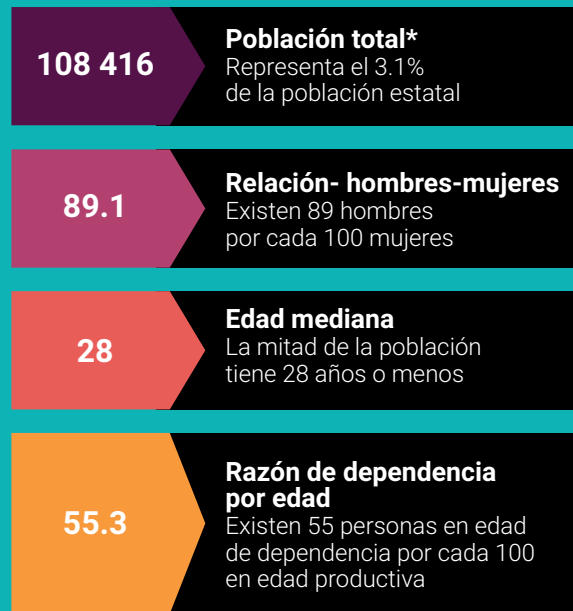 108 416
Población total*
Representa el 3.1%
de la población estatal
89.1
Relación- hombres-mujeres
Existen 89 hombres
por cada 100 mujeres
28
Edad mediana
La mitad de la población
tiene 28 años o menos
55.3
Razón de dependencia
por edad
Existen 55 personas en edad
de dependencia por cada 100
en edad productiva